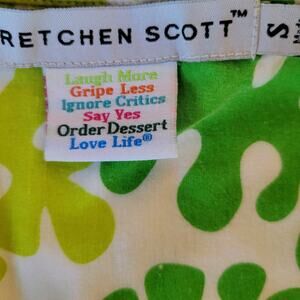 RETCHEN SCOTT™
S
Laugh More
Gripe Less
Ignore Critics
Say Yes
Order Dessert
Love Life®